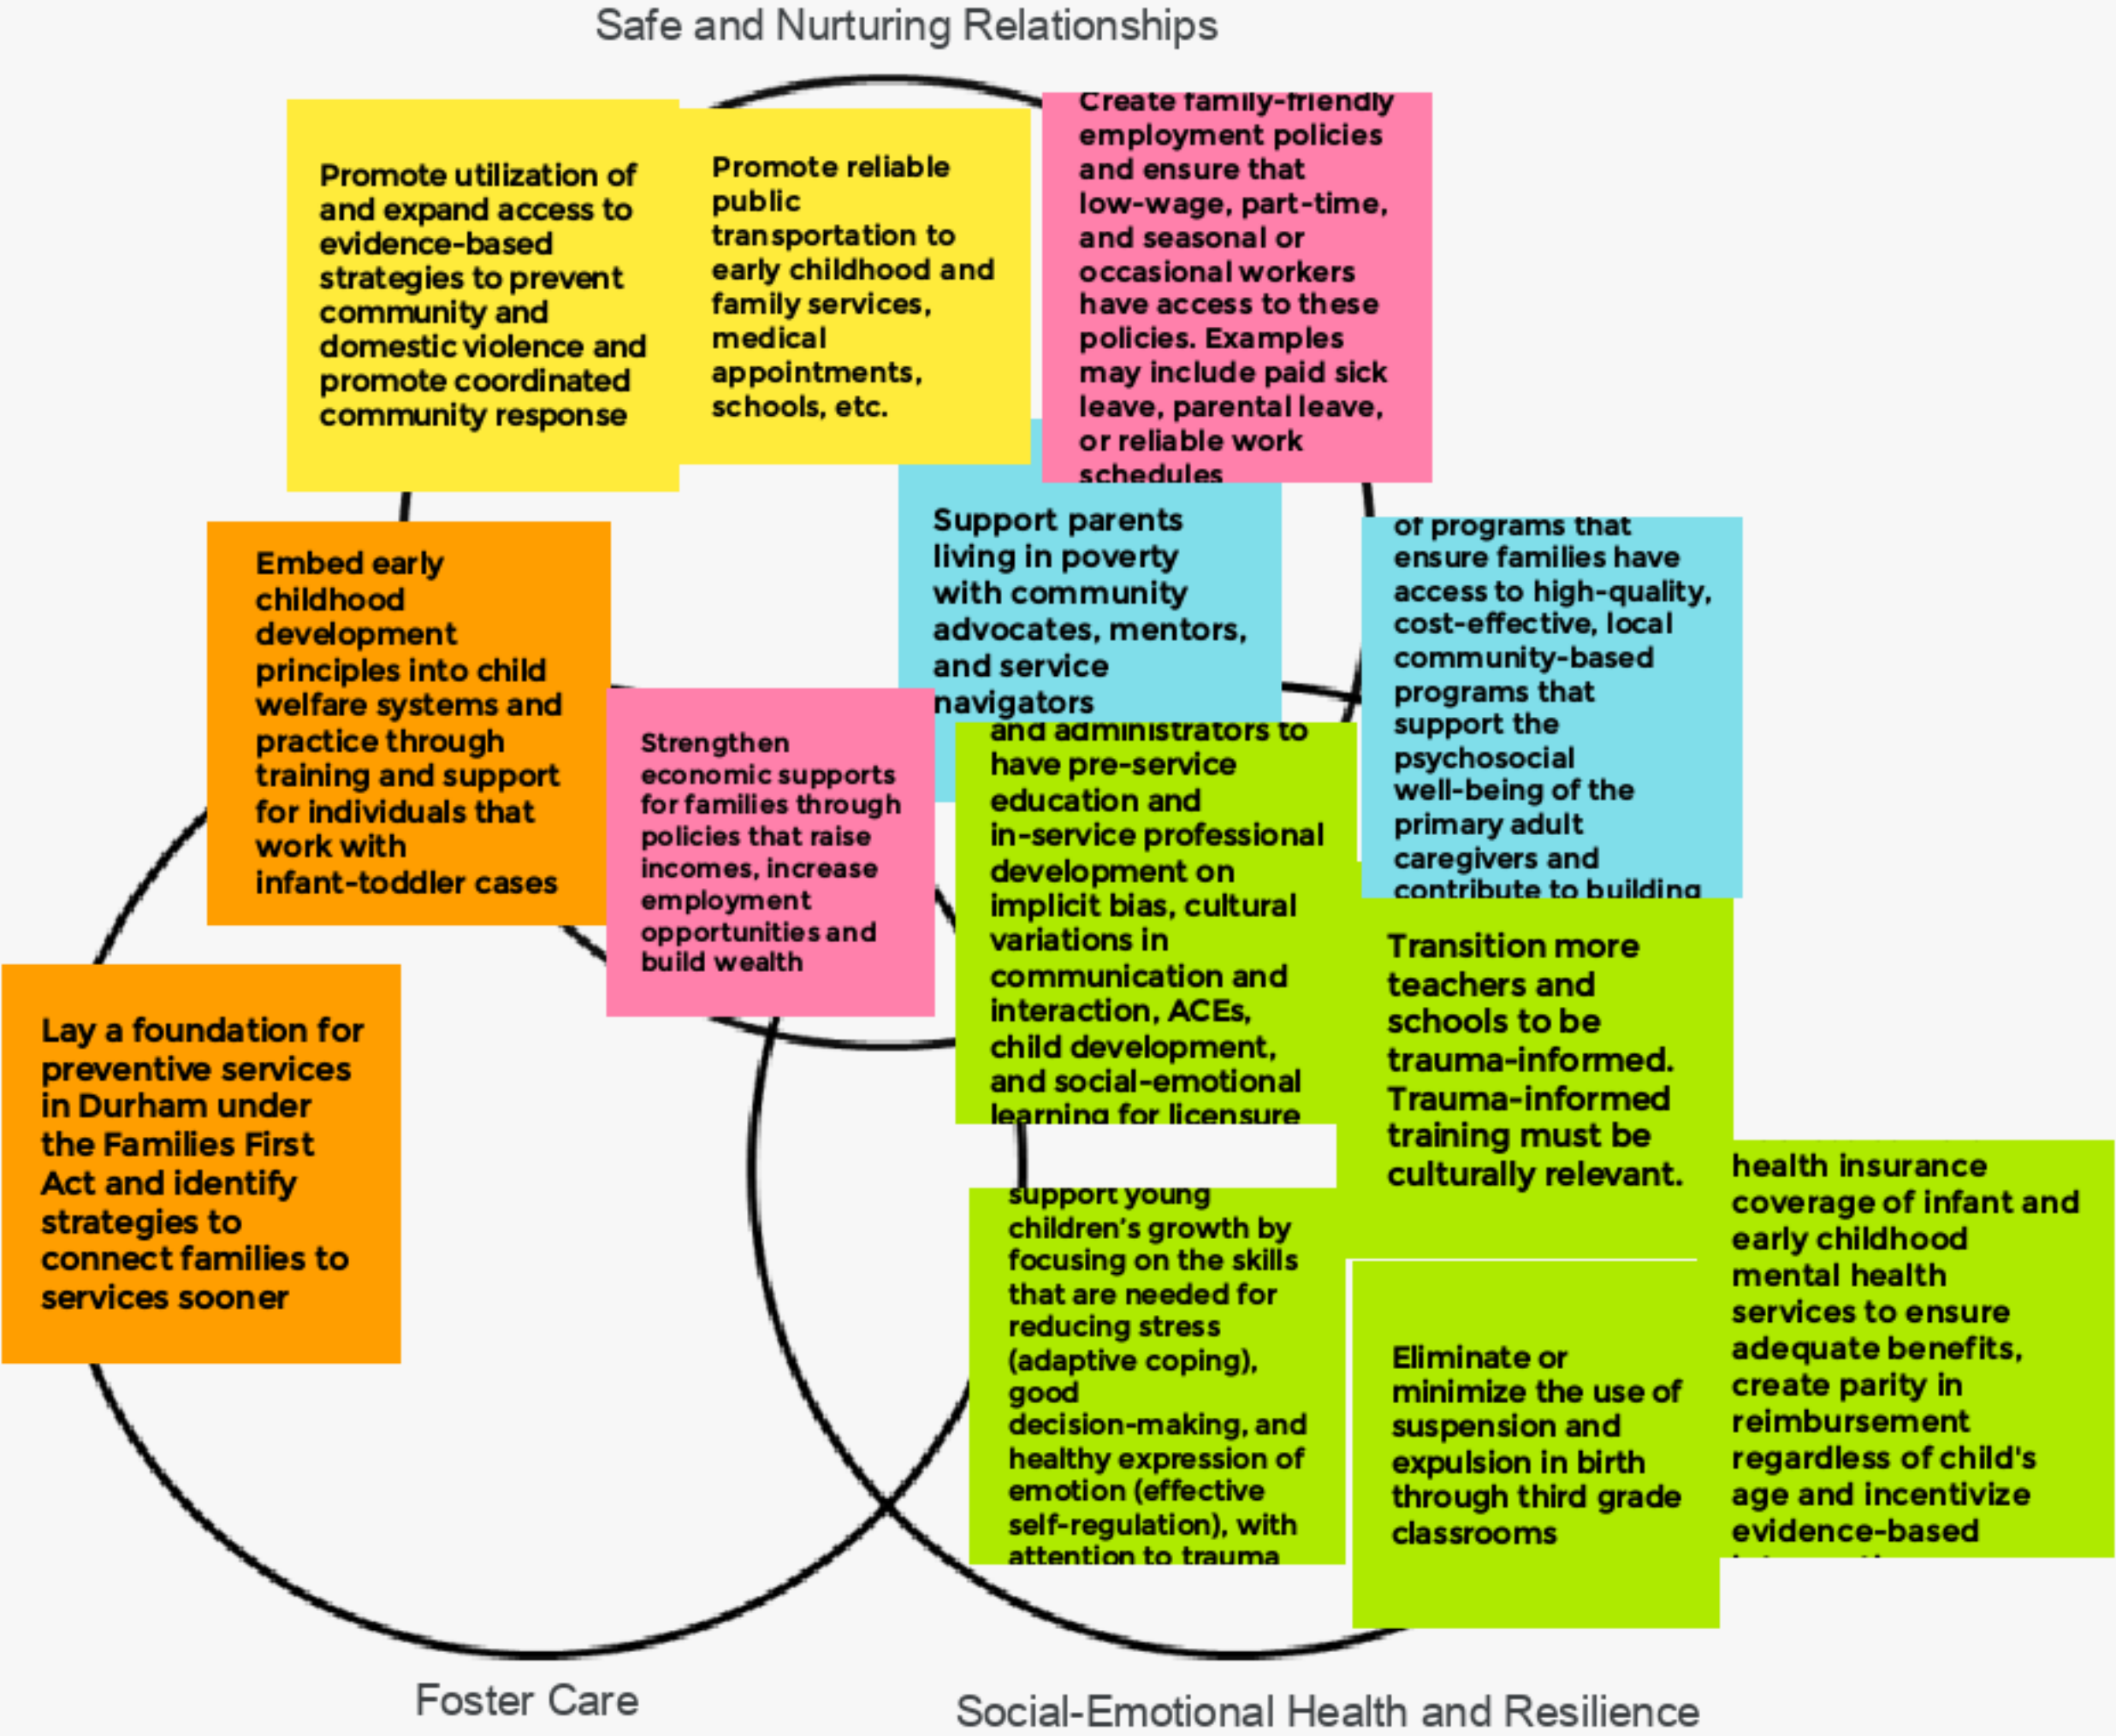 Safe and Nurturing Relationships
Promote utilization of
and expand access to
evidence-based
strategies to prevent
community and
domestic violence and
promote coordinated
community response
Promote reliable
public
transportation to
early childhood and
family services,
medical
appointments,
schools, etc.
Create family-friendly
employment policies
and ensure that
low-wage, part-time,
and seasonal or
occasional workers
have access to these
policies. Examples
may include paid sick
leave, parental leave,
or reliable work
schedules
Embed early
childhood
development
principles into child
welfare systems and
practice through
training and support
for individuals that
work with
infant-toddler cases
Support parents
living in poverty
with community
advocates, mentors,
and service
navigators
of programs that
ensure families have
access to high-quality,
cost-effective, local
community-based
programs that
support the
psychosocial
well-being of the
primary adult
caregivers and
contribute to building
Strengthen
economic supports
for families through
policies that raise
incomes, increase
employment
opportunities and
build wealth
and administrators to
have pre-service
education and
in-service professional
development on
implicit bias, cultural
variations in
communication and
interaction, ACEs,
child development,
and social-emotional
learning for licensure
Transition more
teachers and
schools to be
trauma-informed.
Trauma-informed
training must be
culturally relevant.
Lay a foundation for
preventive services
in Durham under
the Families First
Act and identify
strategies to
connect families to
services sooner
support young
children's growth by
focusing on the skills
that are needed for
reducing stress
(adaptive coping),
good
decision-making, and
healthy expression of
emotion (effective
self-regulation), with
attention to trauma
Eliminate or
minimize the use of
suspension and
expulsion in birth
through third grade
classrooms
health insurance
coverage of infant and
early childhood
mental health
services to ensure
adequate benefits,
create parity in
reimbursement
regardless of child's
age and incentivize
evidence-based
Foster Care
Social-Emotional Health and Resilience